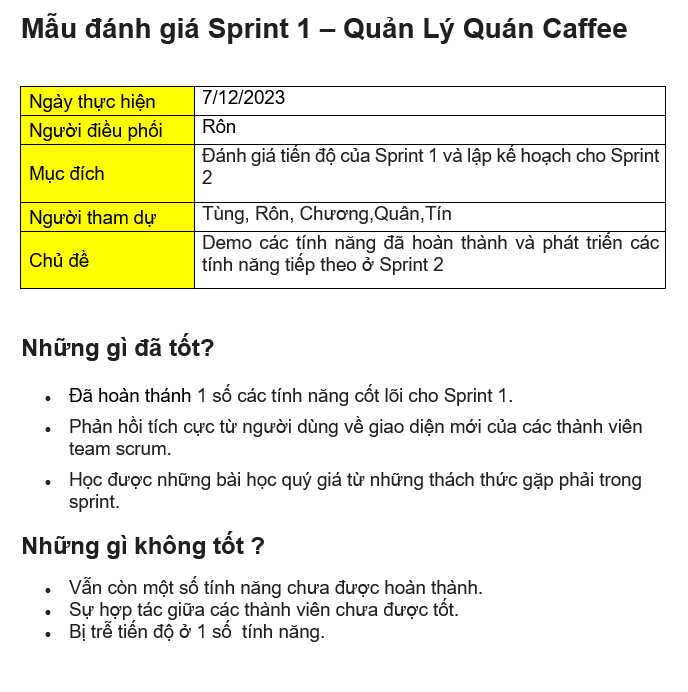 Mẫu đánh giá Sprint 1 – Quản Lý Quán Caffee
Ngày thực hiện 7/12/2023
Người điều phối Rôn
Mục đích Đánh giá tiến độ của Sprint 1 và lập kế hoạch cho Sprint
2
Người tham dự Tùng, Rôn, Chương,Quân,Tín
Chủ đề Demo các tính năng đã hoàn thành và phát triển các
tính năng tiếp theo ở Sprint 2
Những gì đã tốt?
• Đã hoàn thánh 1 số các tính năng cốt lõi cho Sprint 1.
• Phản hồi tích cực từ người dùng về giao diện mới của các thành viên
team scrum.
• Học được những bài học quý giá từ những thách thức gặp phải trong
sprint.
Những gì không tốt ?
• Vẫn còn một số tính năng chưa được hoàn thành.
• Sự hợp tác giữa các thành viên chưa được tốt.
• Bị trễ tiến độ ở 1 số  tính năng.